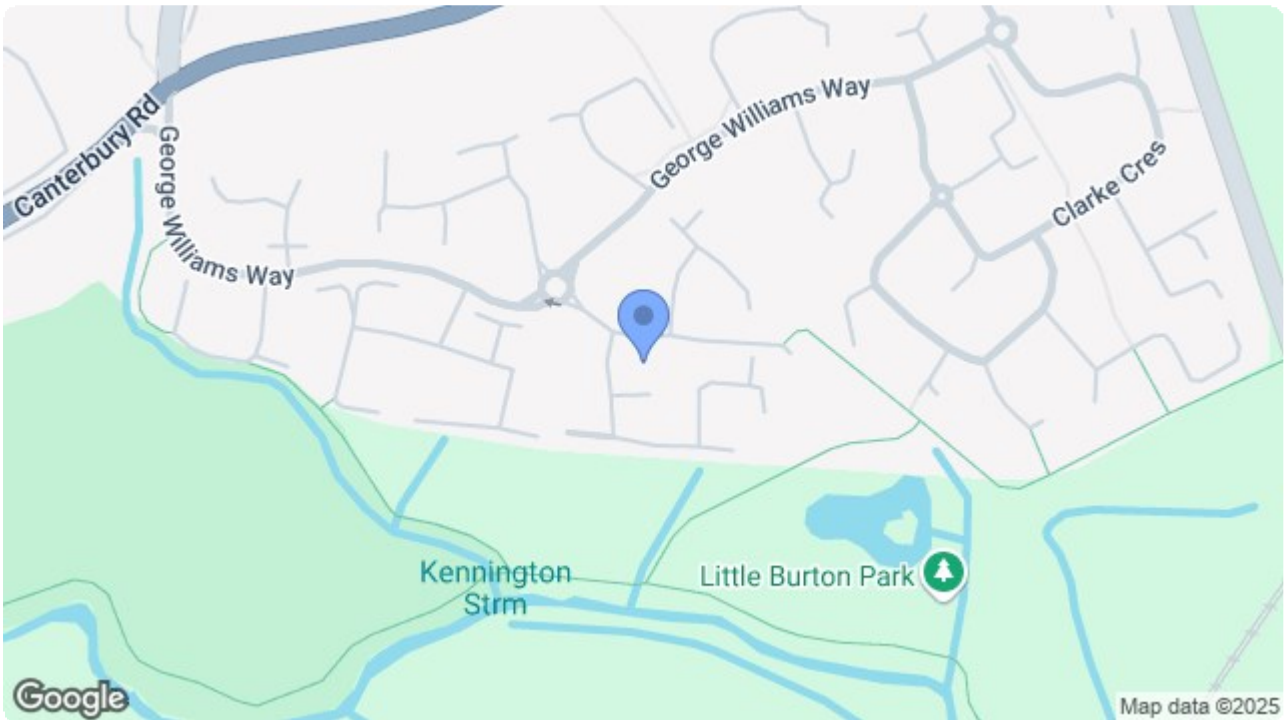 Canterbury Rd
George Williams Way
George Williams Way
Clarke Cres
Kennington
Strm
Little Burton Park
Google
Map data ©2025